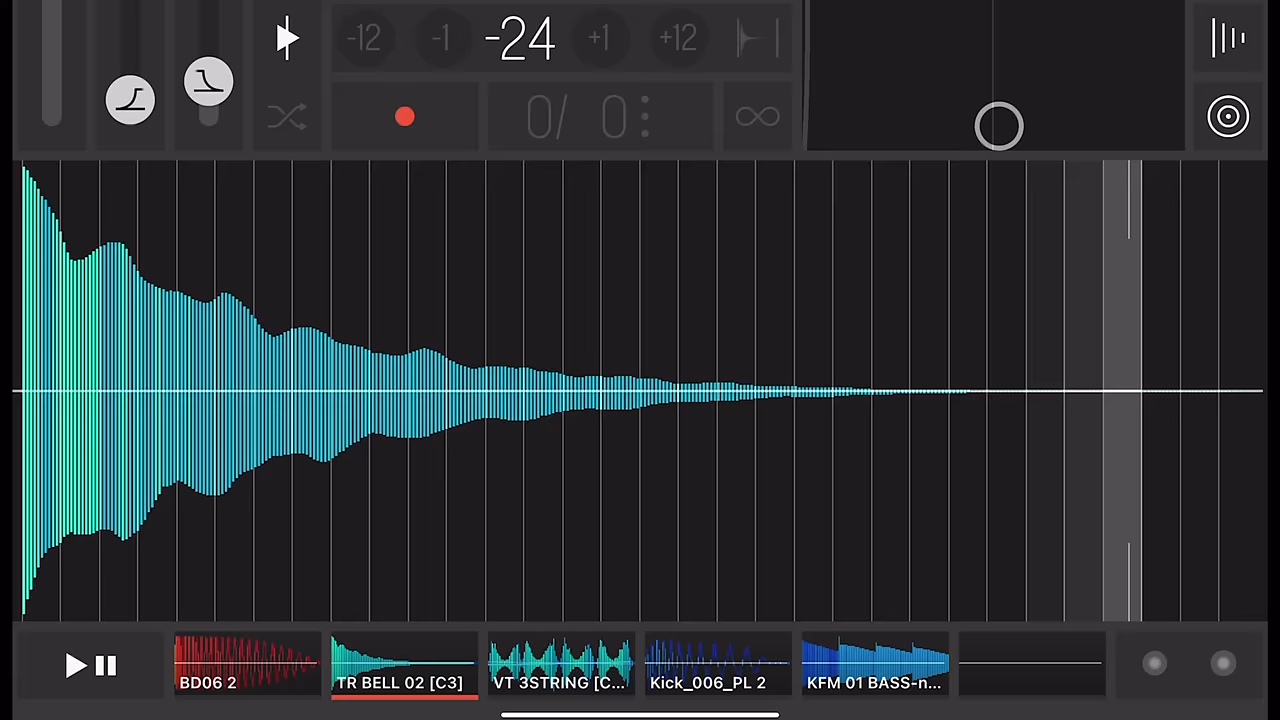 -12 -1 -24 +1 +12
0/ 0
BD06 2
TR BELL 02 [C3]
VT 3STRING [C...
Kick_006_PL 2
KFM 01 BASS-n...